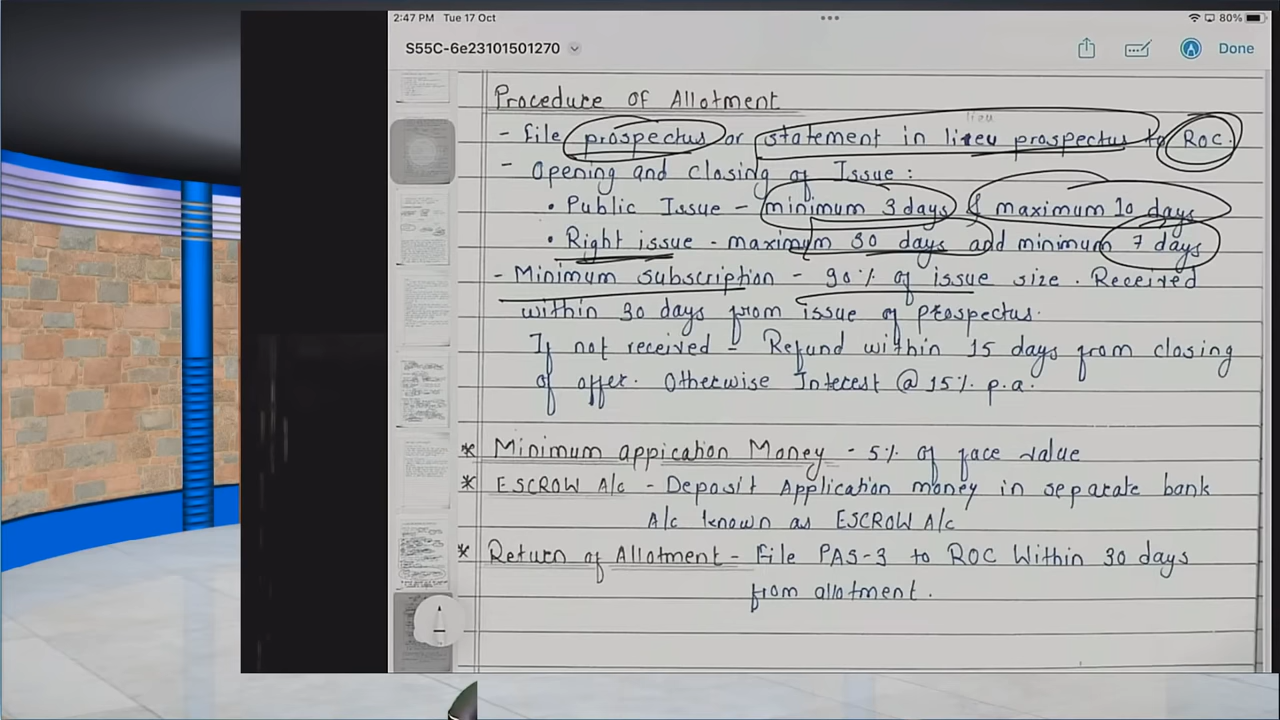 2:47 PM Tue 17 Oct
80%
S55C-6e23101501270
Done
Procedure of Allotment
lieu
- File prospectus or statement in lieu prospectus to ROC.
- Opening and closing of Issue :
• Public Issue - minimum 3 days & maximum 10 days
• Right issue - maximum 30 days and minimum 7 days
- Minimum subscription - 90% of issue size. Received
within 30 days from issue of prospectus.
If not received - Refund within 15 days from closing
of offer. Otherwise Interest @ 15% p.a.
* Minimum appication Money - 5% of face value
* ESCROW A/c - Deposit Application money in separate bank
A/c known as ESCROW A/c
* Return of Allotment - File PAS-3 to ROC Within 30 days
from allotment.